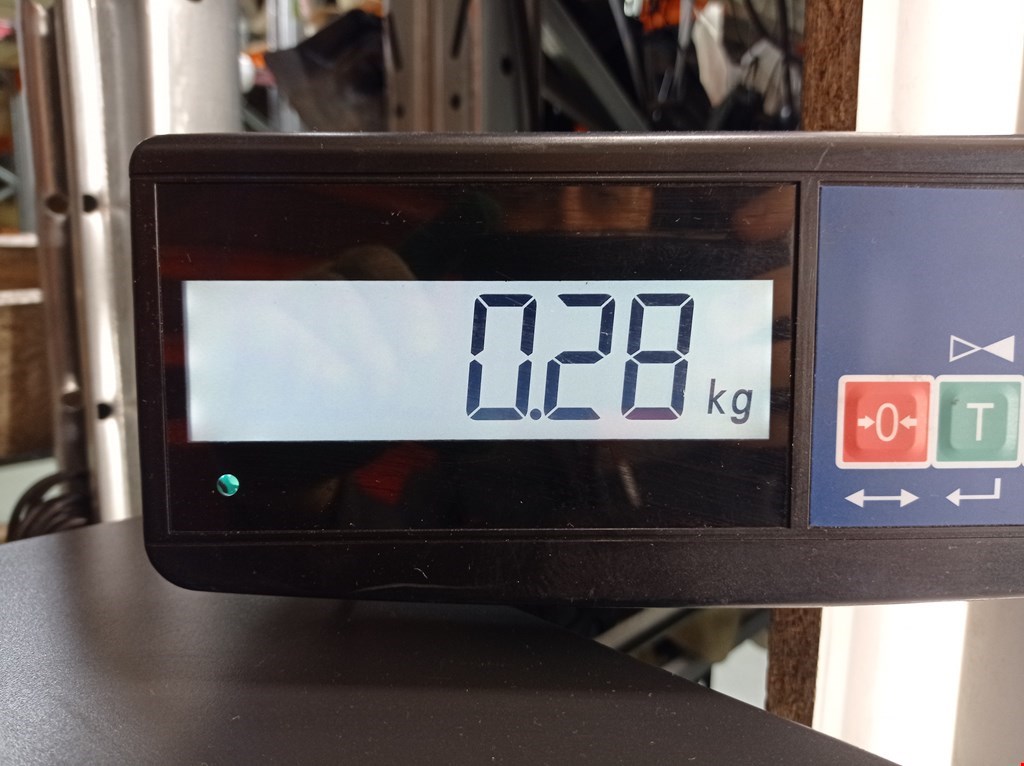 0.28 kg
→0← T